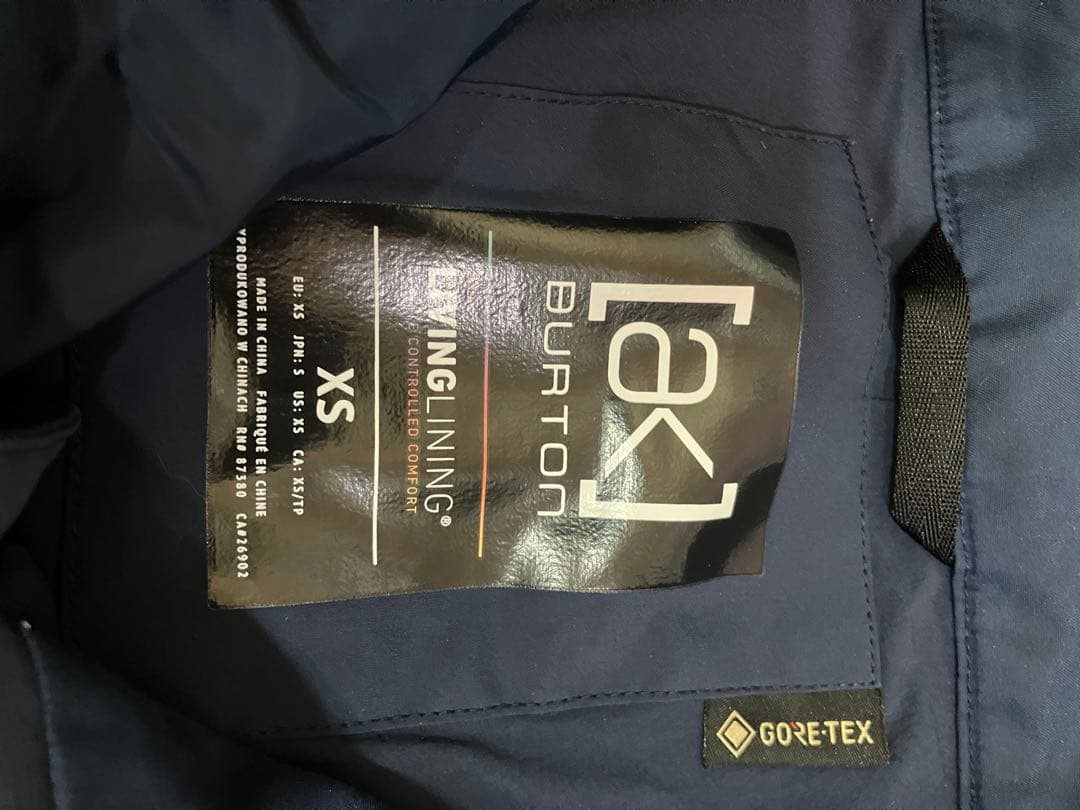 [ak]
BURTON
LIVINGLINING®
CONTROLLED COMFORT
XS
EU: XS JPN: S US: XS CA: XS/TP
MADE IN CHINA FABRIQUÉ EN CHINE
WYPRODUKOWANO W CHINACH RN# 87380 CA#26902
GORE-TEX